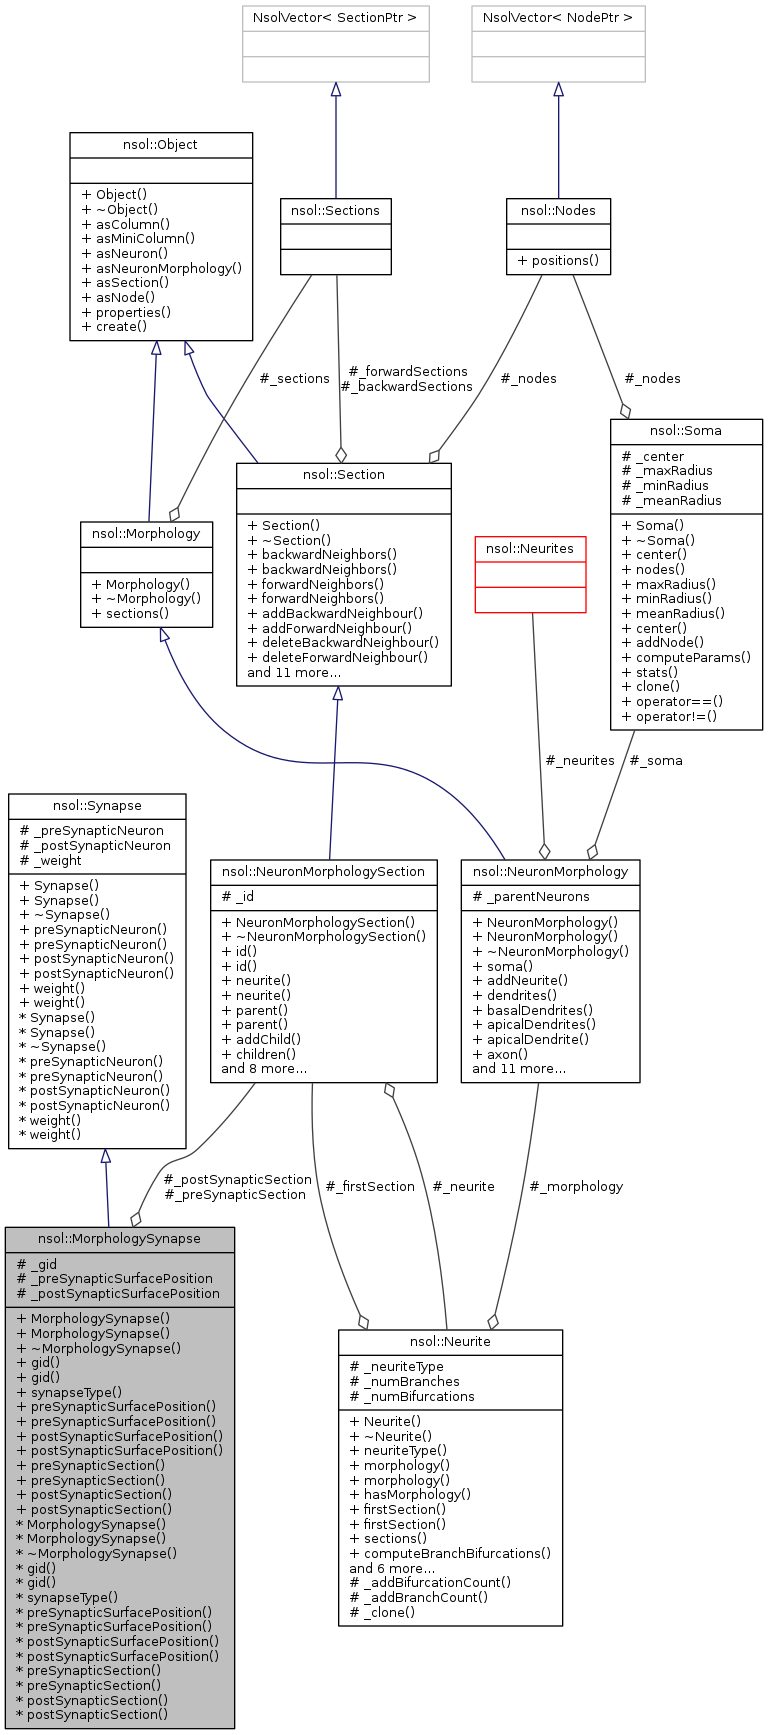 NsolVector< SectionPtr >
NsolVector< NodePtr >
nsol::Object
+ Object()
+ ~Object()
+ asColumn()
+ asMiniColumn()
+ asNeuron()
+ asNeuronMorphology()
+ asSection()
+ asNode()
+ properties()
+ create()
nsol::Sections
nsol::Nodes
+ positions()
#_sections
#_forwardSections
#_backwardSections
#_nodes
#_nodes
nsol::Soma
# _center
# _maxRadius
# _minRadius
# _meanRadius
+ Soma()
+ ~Soma()
+ center()
+ nodes()
+ maxRadius()
+ minRadius()
+ meanRadius()
+ center()
+ addNode()
+ computeParams()
+ stats()
+ clone()
+ operator==()
+ operator!=()
nsol::Section
+ Section()
+ ~Section()
+ backwardNeighbors()
+ backwardNeighbors()
+ forwardNeighbors()
+ forwardNeighbors()
+ addBackwardNeighbour()
+ addForwardNeighbour()
+ deleteBackwardNeighbour()
+ deleteForwardNeighbour()
and 11 more...
nsol::Morphology
+ Morphology()
+ ~Morphology()
+ sections()
nsol::Neurites
#_neurites
#_soma
nsol::Synapse
# _preSynapticNeuron
# _postSynapticNeuron
# _weight
+ Synapse()
+ Synapse()
+ ~Synapse()
+ preSynapticNeuron()
+ preSynapticNeuron()
+ postSynapticNeuron()
+ postSynapticNeuron()
+ weight()
+ weight()
* Synapse()
* Synapse()
* ~Synapse()
* preSynapticNeuron()
* preSynapticNeuron()
* postSynapticNeuron()
* postSynapticNeuron()
* weight()
* weight()
nsol::NeuronMorphologySection
# _id
+ NeuronMorphologySection()
+ ~NeuronMorphologySection()
+ id()
+ id()
+ neurite()
+ neurite()
+ parent()
+ parent()
+ addChild()
+ children()
and 8 more...
nsol::NeuronMorphology
# _parentNeurons
+ NeuronMorphology()
+ NeuronMorphology()
+ ~NeuronMorphology()
+ soma()
+ addNeurite()
+ dendrites()
+ basalDendrites()
+ apicalDendrites()
+ apicalDendrite()
+ axon()
and 11 more...
#_postSynapticSection
#_preSynapticSection
#_firstSection
#_neurite
#_morphology
nsol::MorphologySynapse
# _gid
# _preSynapticSurfacePosition
# _postSynapticSurfacePosition
+ MorphologySynapse()
+ MorphologySynapse()
+ ~MorphologySynapse()
+ gid()
+ gid()
+ synapseType()
+ preSynapticSurfacePosition()
+ preSynapticSurfacePosition()
+ postSynapticSurfacePosition()
+ postSynapticSurfacePosition()
+ preSynapticSection()
+ preSynapticSection()
+ postSynapticSection()
+ postSynapticSection()
* MorphologySynapse()
* MorphologySynapse()
* ~MorphologySynapse()
* gid()
* gid()
* synapseType()
* preSynapticSurfacePosition()
* preSynapticSurfacePosition()
* postSynapticSurfacePosition()
* postSynapticSurfacePosition()
* preSynapticSection()
* preSynapticSection()
* postSynapticSection()
* postSynapticSection()
nsol::Neurite
# _neuriteType
# _numBranches
# _numBifurcations
+ Neurite()
+ ~Neurite()
+ neuriteType()
+ morphology()
+ morphology()
+ hasMorphology()
+ firstSection()
+ firstSection()
+ sections()
+ computeBranchBifurcations()
and 6 more...
# _addBifurcationCount()
# _addBranchCount()
# _clone()